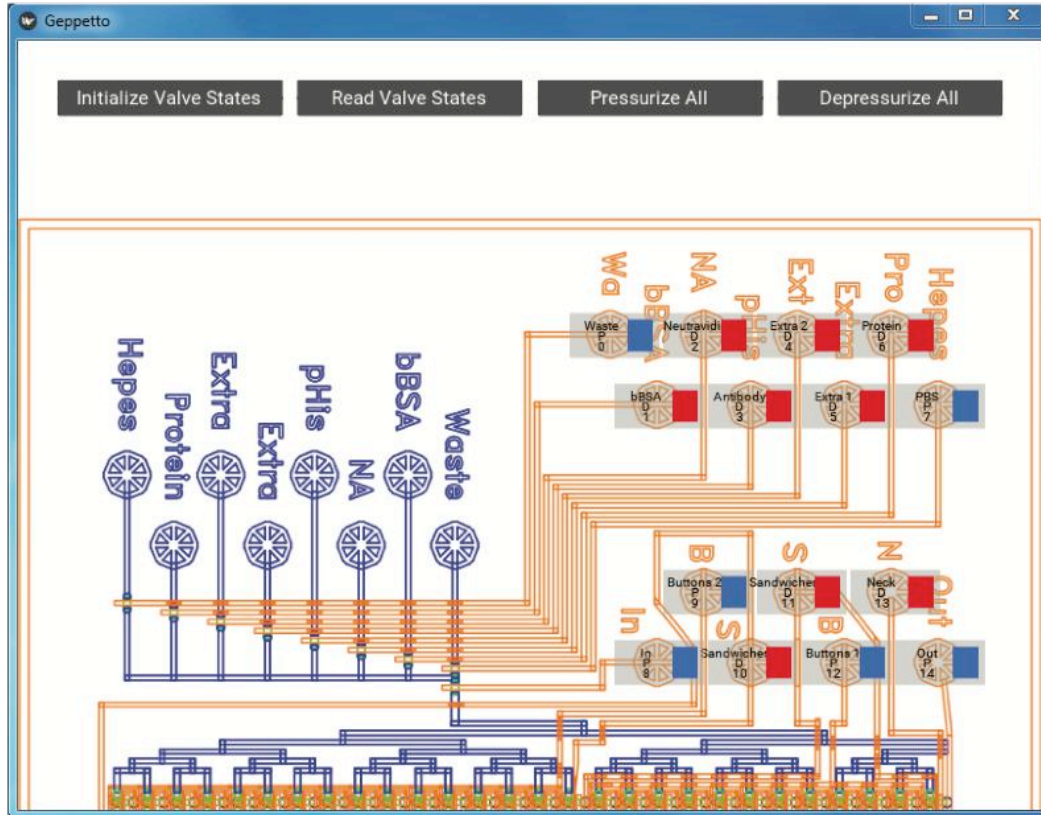 Geppetto
Initialize Valve States
Read Valve States
Pressurize All
Depressurize All
Wa
bBSA
NA
pHis
Ext
Extra
Pro
Hepes
Waste
P
0
Neutravidi
D
2
Extra 2
D
4
Protein
D
6
bBSA
D
1
Antibody
D
3
Extra 1
D
5
PBS
P
7
Hepes
Protein
Extra
Extra
pHis
NA
bBSA
Waste
B
S
N
Out
Buttons 2
P
9
Sandwiches
D
11
Neck
D
13
In
S
B
In
P
8
Sandwiches
D
10
Buttons 1
P
12
Out
P
14